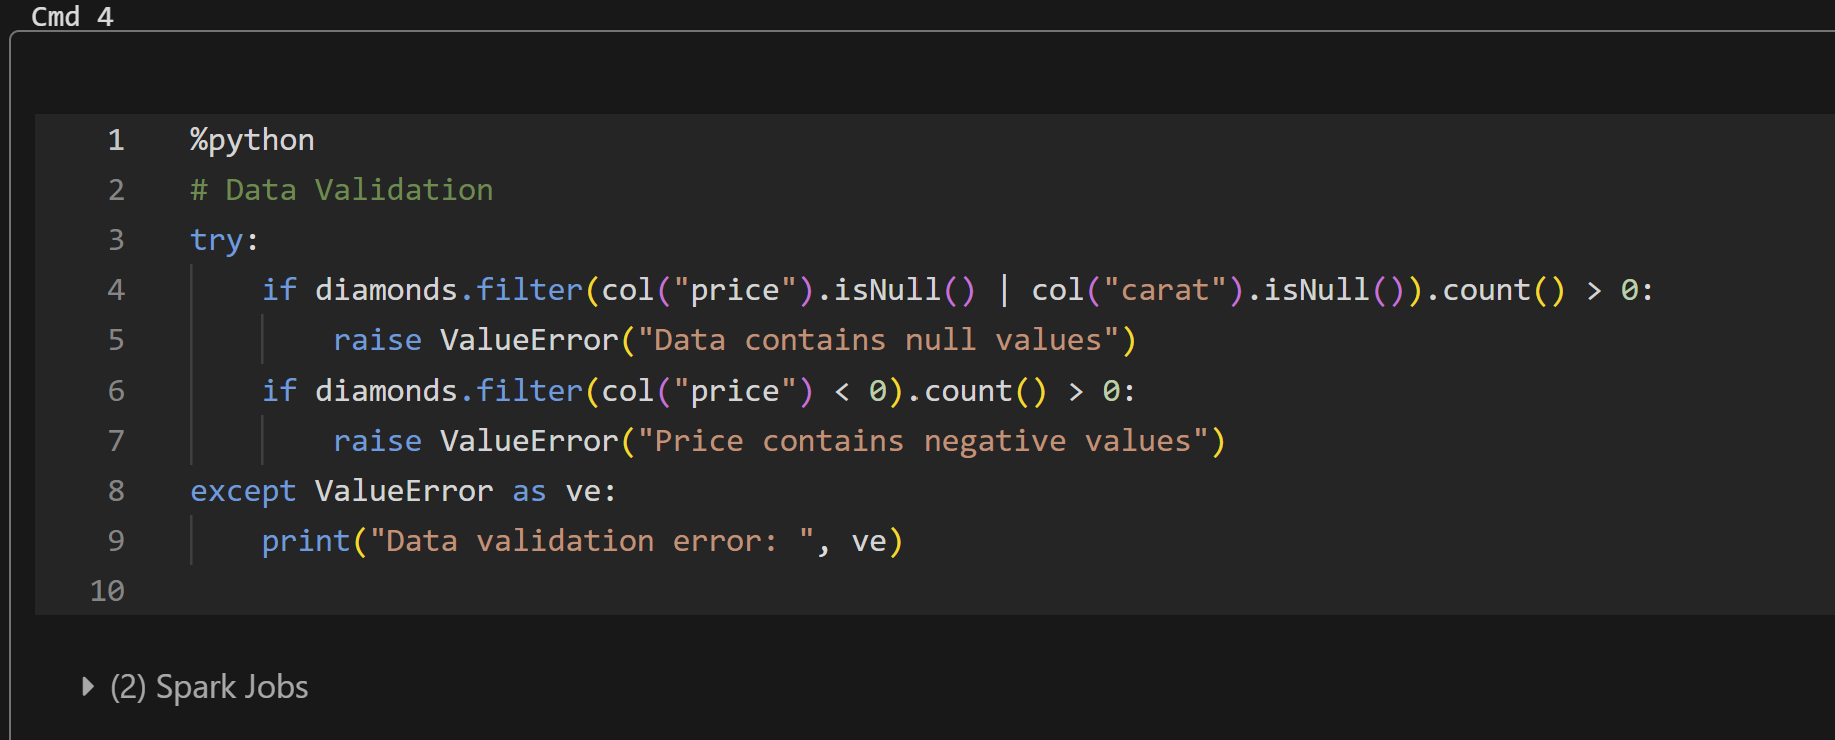 Cmd 4
1 %python
2 # Data Validation
3 try:
4 if diamonds.filter(col("price").isNull() | col("carat").isNull()).count() > 0:
5 raise ValueError("Data contains null values")
6 if diamonds.filter(col("price") < 0).count() > 0:
7 raise ValueError("Price contains negative values")
8 except ValueError as ve:
9 print("Data validation error: ", ve)
10
(2) Spark Jobs